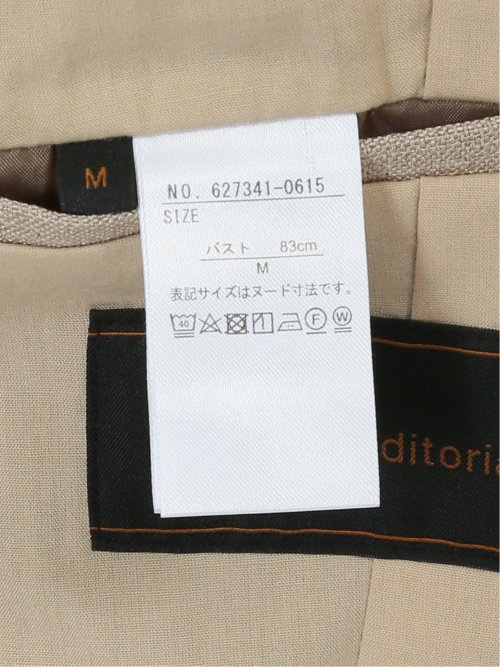 M
NO. 627341-0615
SIZE
バスト 83cm
M
表記サイズはヌード寸法です。
40 F W
ditoria